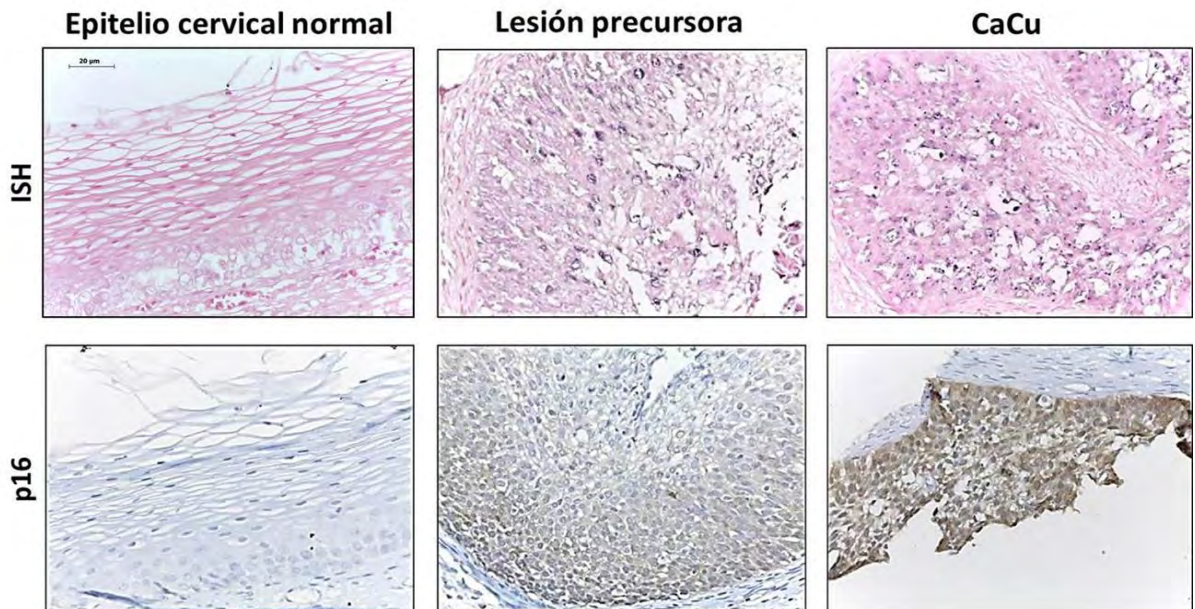 Epitelio cervical normal
Lesión precursora
CaCu
ISH
20 µm
p16